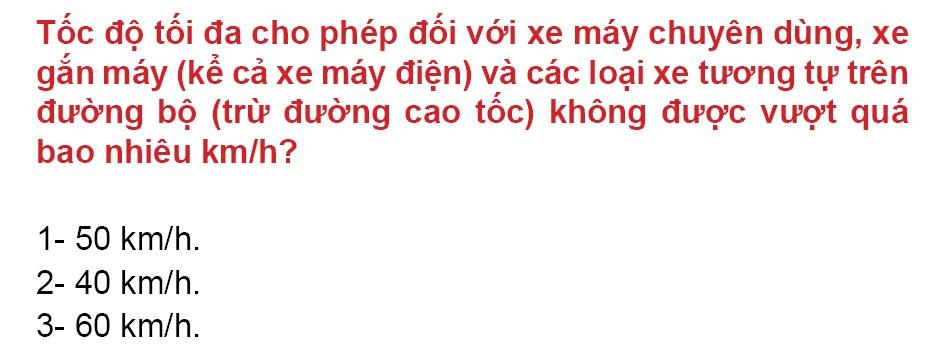 Tốc độ tối đa cho phép đối với xe máy chuyên dùng, xe
gắn máy (kể cả xe máy điện) và các loại xe tương tự trên
đường bộ (trừ đường cao tốc) không được vượt quá
bao nhiêu km/h?
1- 50 km/h.
2- 40 km/h.
3- 60 km/h.